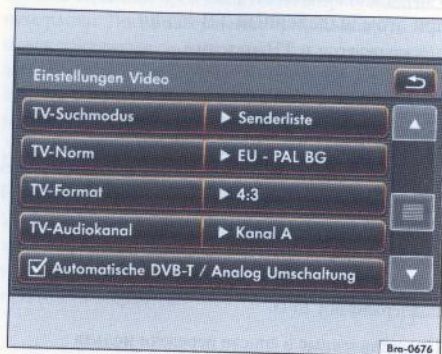 Einstellungen Video
TV-Suchmodus ▶ Senderliste
TV-Norm ▶ EU - PAL BG
TV-Format ▶ 4:3
TV-Audiokanal ▶ Kanal A
Automatische DVB-T / Analog Umschaltung
Bra-0676